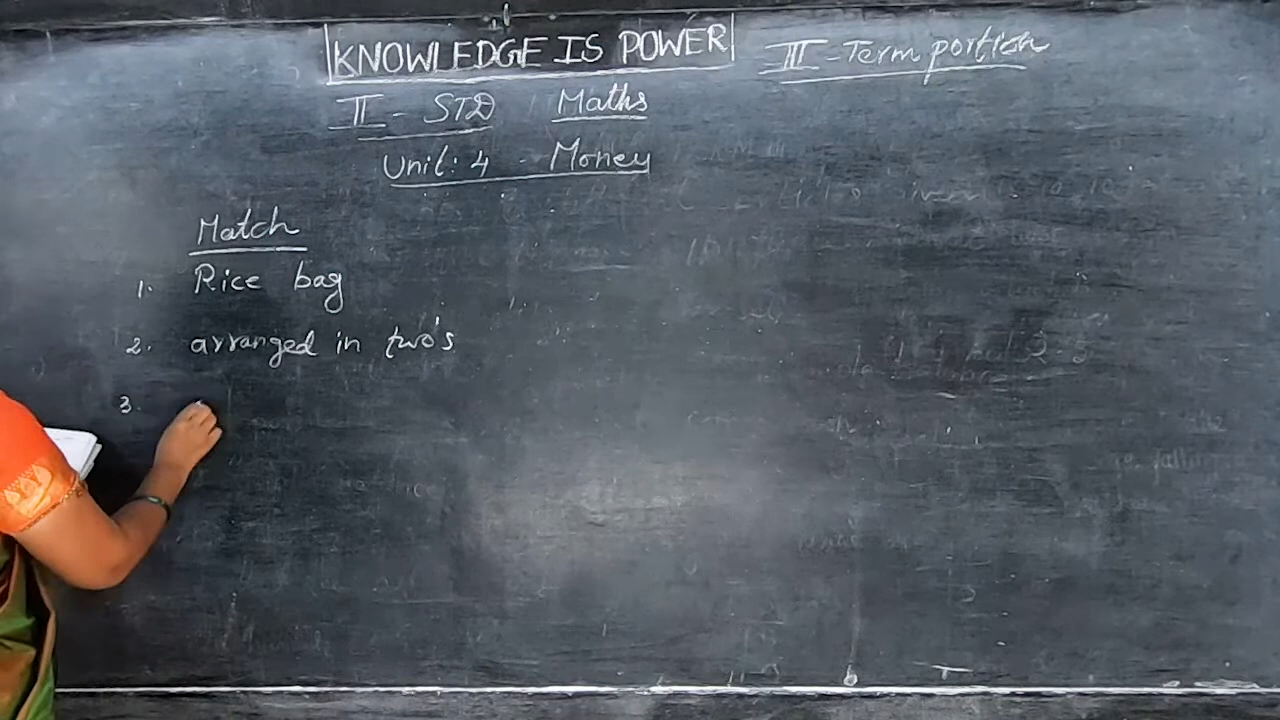 KNOWLEDGE IS POWER
III - Term portion
II - STD Maths
Unit: 4 - Money
Match
1. Rice bag
2. arranged in two's
3.